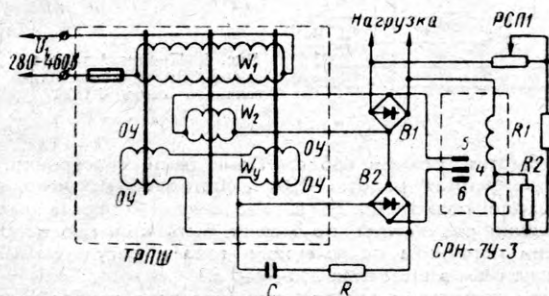 Нагрузка
РСП1
U₁
280-460В
W₁
W₂
В1
ОУ
Wу
ОУ
5
R1
4
R2
В2
6
ОУ
ОУ
СРН-7У-3
ТРПШ
С
R